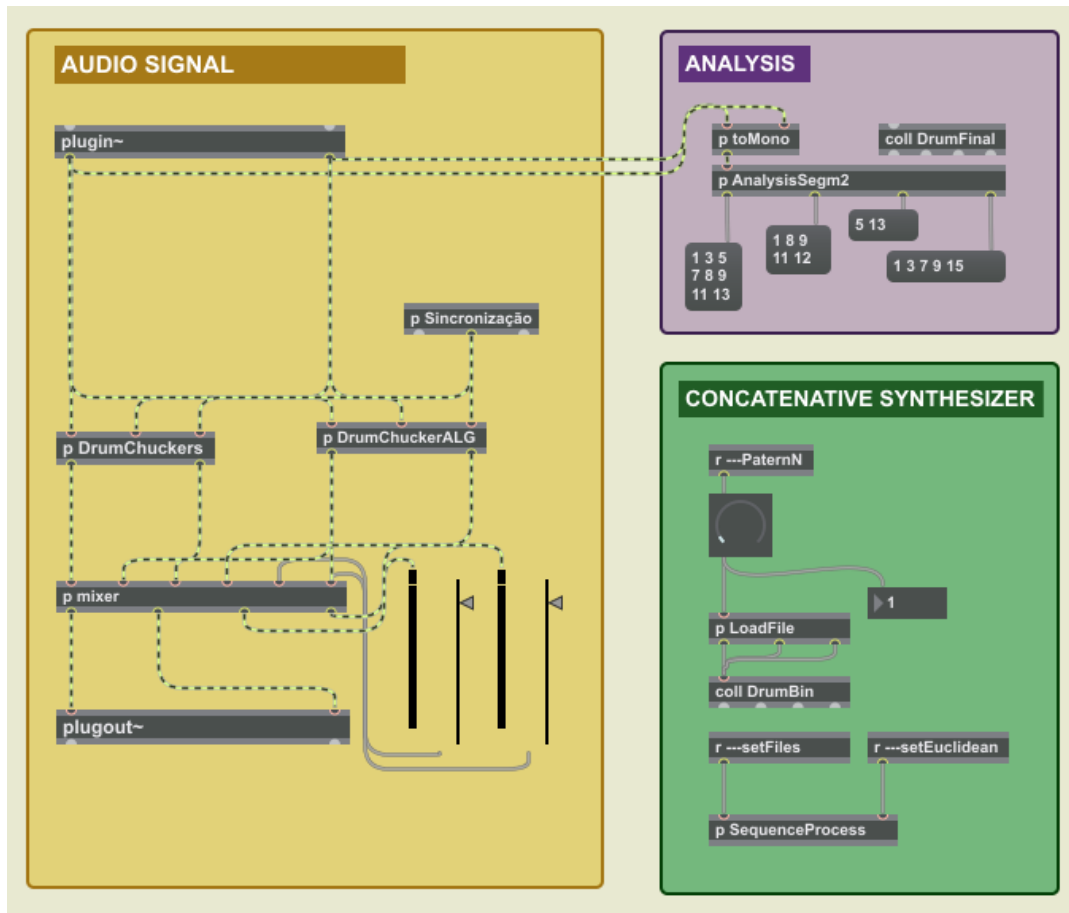 AUDIO SIGNAL
plugin~
p Sincronização
p DrumChuckers
p DrumChuckerALG
p mixer
plugout~
ANALYSIS
p toMono
coll DrumFinal
p AnalysisSegm2
1 3 5
7 8 9
11 13
1 8 9
11 12
5 13
1 3 7 9 15
CONCATENATIVE SYNTHESIZER
r ---PaternN
1
p LoadFile
coll DrumBin
r ---setFiles
r ---setEuclidean
p SequenceProcess